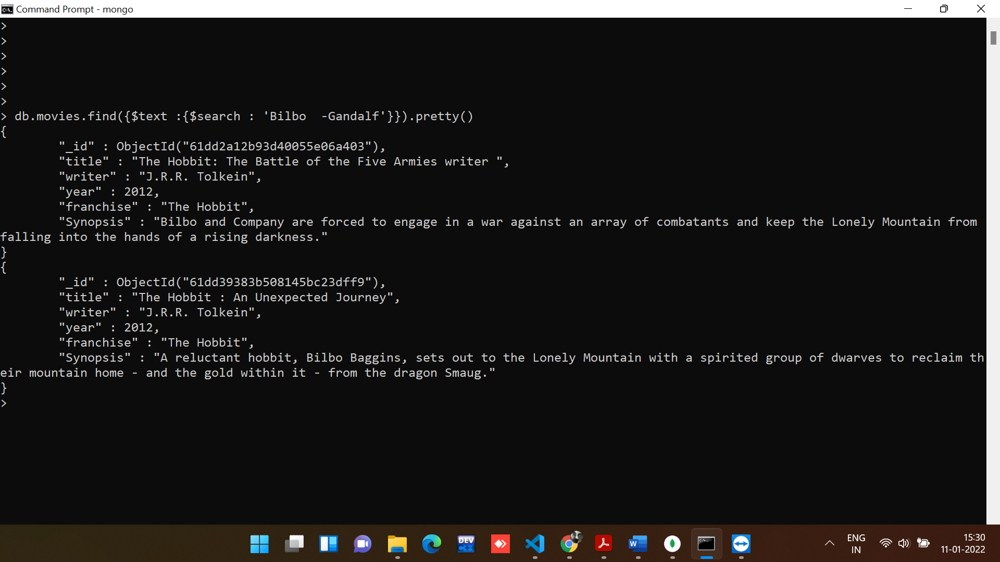 Command Prompt - mongo
>
>
>
>
>
>
> db.movies.find({$text :{$search : 'Bilbo  -Gandalf'}}).pretty()
{
        "_id" : ObjectId("61dd2a12b93d40055e06a403"),
        "title" : "The Hobbit: The Battle of the Five Armies writer ",
        "writer" : "J.R.R. Tolkein",
        "year" : 2012,
        "franchise" : "The Hobbit",
        "Synopsis" : "Bilbo and Company are forced to engage in a war against an array of combatants and keep the Lonely Mountain from
falling into the hands of a rising darkness."
}
{
        "_id" : ObjectId("61dd39383b508145bc23dff9"),
        "title" : "The Hobbit : An Unexpected Journey",
        "writer" : "J.R.R. Tolkein",
        "year" : 2012,
        "franchise" : "The Hobbit",
        "Synopsis" : "A reluctant hobbit, Bilbo Baggins, sets out to the Lonely Mountain with a spirited group of dwarves to reclaim th
eir mountain home - and the gold within it - from the dragon Smaug."
}
>
DEV
C++
W
ENG
IN
15:30
11-01-2022